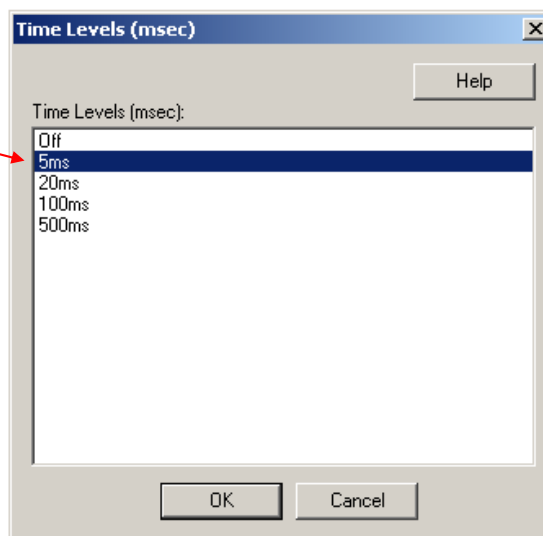 Time Levels (msec)
Help
Time Levels (msec):
Off
5ms
20ms
100ms
500ms
OK
Cancel